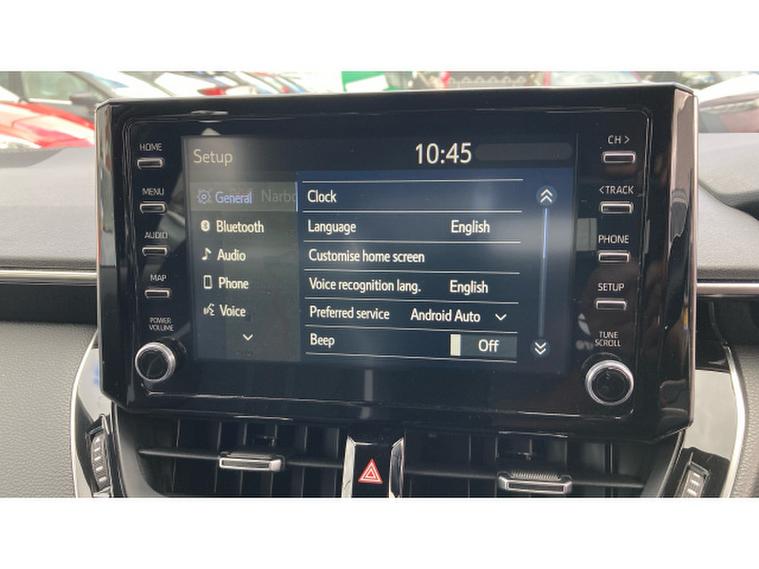 Setup 10:45
General
Bluetooth
Audio
Phone
Voice
Clock
Language English
Customise home screen
Voice recognition lang. English
Preferred service Android Auto
Beep Off
HOME
MENU
AUDIO
MAP
POWER
VOLUME
CH >
< TRACK
PHONE
SETUP
TUNE
SCROLL